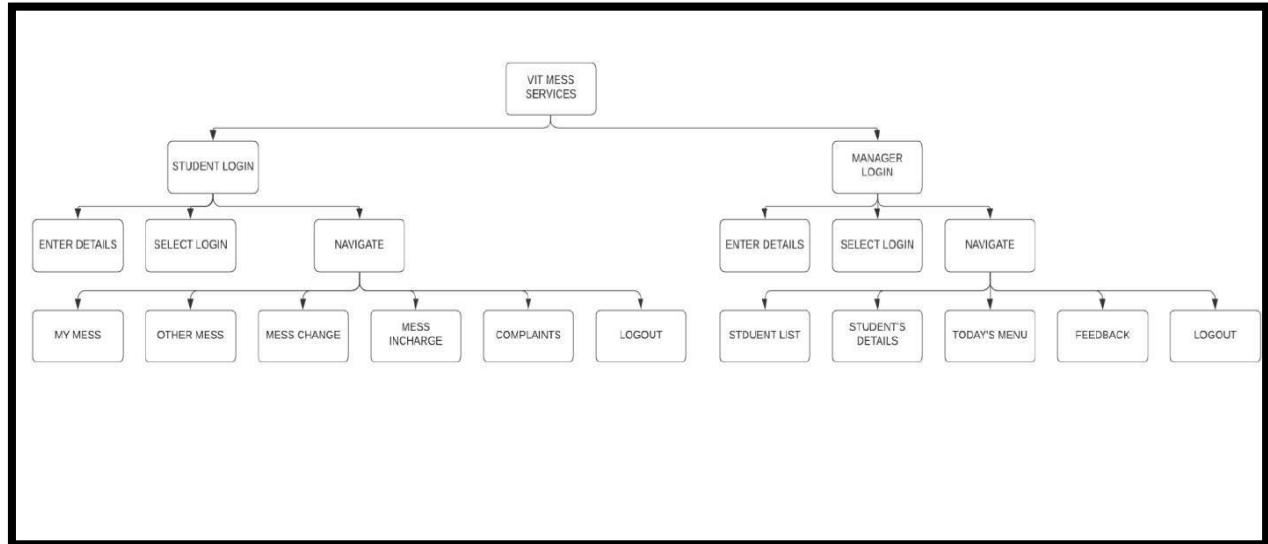 VIT MESS
SERVICES
STUDENT LOGIN
MANAGER
LOGIN
ENTER DETAILS
SELECT LOGIN
NAVIGATE
ENTER DETAILS
SELECT LOGIN
NAVIGATE
MY MESS
OTHER MESS
MESS CHANGE
MESS
INCHARGE
COMPLAINTS
LOGOUT
STDUENT LIST
STUDENT'S
DETAILS
TODAY'S MENU
FEEDBACK
LOGOUT